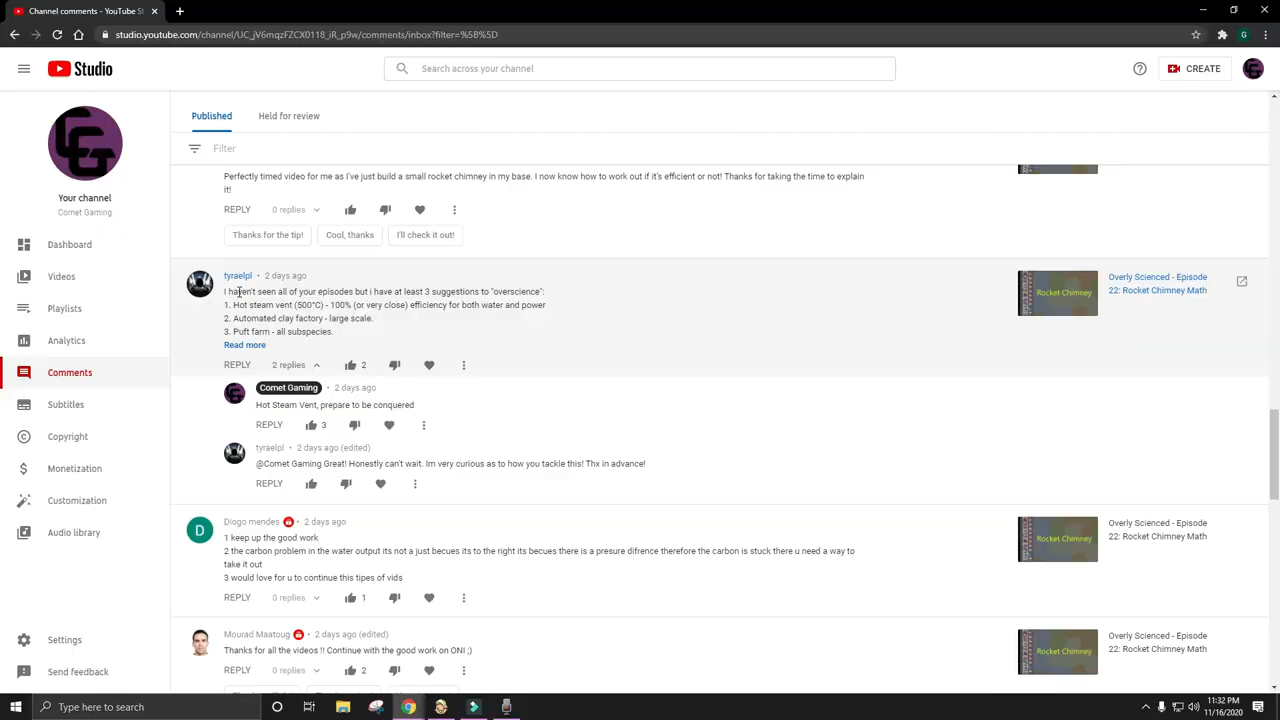 Channel comments - YouTube St
studio.youtube.com/channel/UC_jV6mqzFZCX0118_iR_p9w/comments/inbox?filter=%5B%5D
G
Studio
Search across your channel
CREATE
Your channel
Comet Gaming
Dashboard
Videos
Playlists
Analytics
Comments
Subtitles
Copyright
Monetization
Customization
Audio library
Settings
Send feedback
Published
Held for review
Filter
Perfectly timed video for me as I've just build a small rocket chimney in my base. I now know how to work out if it's efficient or not! Thanks for taking the time to explain
it!
REPLY 0 replies
Thanks for the tip! Cool, thanks I'll check it out!
tyraelpl • 2 days ago
I haven't seen all of your episodes but i have at least 3 suggestions to "overscience":
1. Hot steam vent (500°C) - 100% (or very close) efficiency for both water and power
2. Automated clay factory - large scale.
3. Puft farm - all subspecies.
Read more
REPLY 2 replies 2
Rocket Chimney
Overly Scienced - Episode
22: Rocket Chimney Math
Comet Gaming • 2 days ago
Hot Steam Vent, prepare to be conquered
REPLY 3
tyraelpl • 2 days ago (edited)
@Comet Gaming Great! Honestly can't wait. Im very curious as to how you tackle this! Thx in advance!
REPLY
D
Diogo mendes • 2 days ago
1 keep up the good work
2 the carbon problem in the water output its not a just becues its to the right its becues there is a presure difrence therefore the carbon is stuck there u need a way to
take it out
3 would love for u to continue this tipes of vids
REPLY 0 replies 1
Rocket Chimney
Overly Scienced - Episode
22: Rocket Chimney Math
Mourad Maatoug • 2 days ago (edited)
Thanks for all the videos !! Continue with the good work on ONI ;)
REPLY 0 replies 2
Rocket Chimney
Overly Scienced - Episode
22: Rocket Chimney Math
Type here to search
11:32 PM
11/16/2020